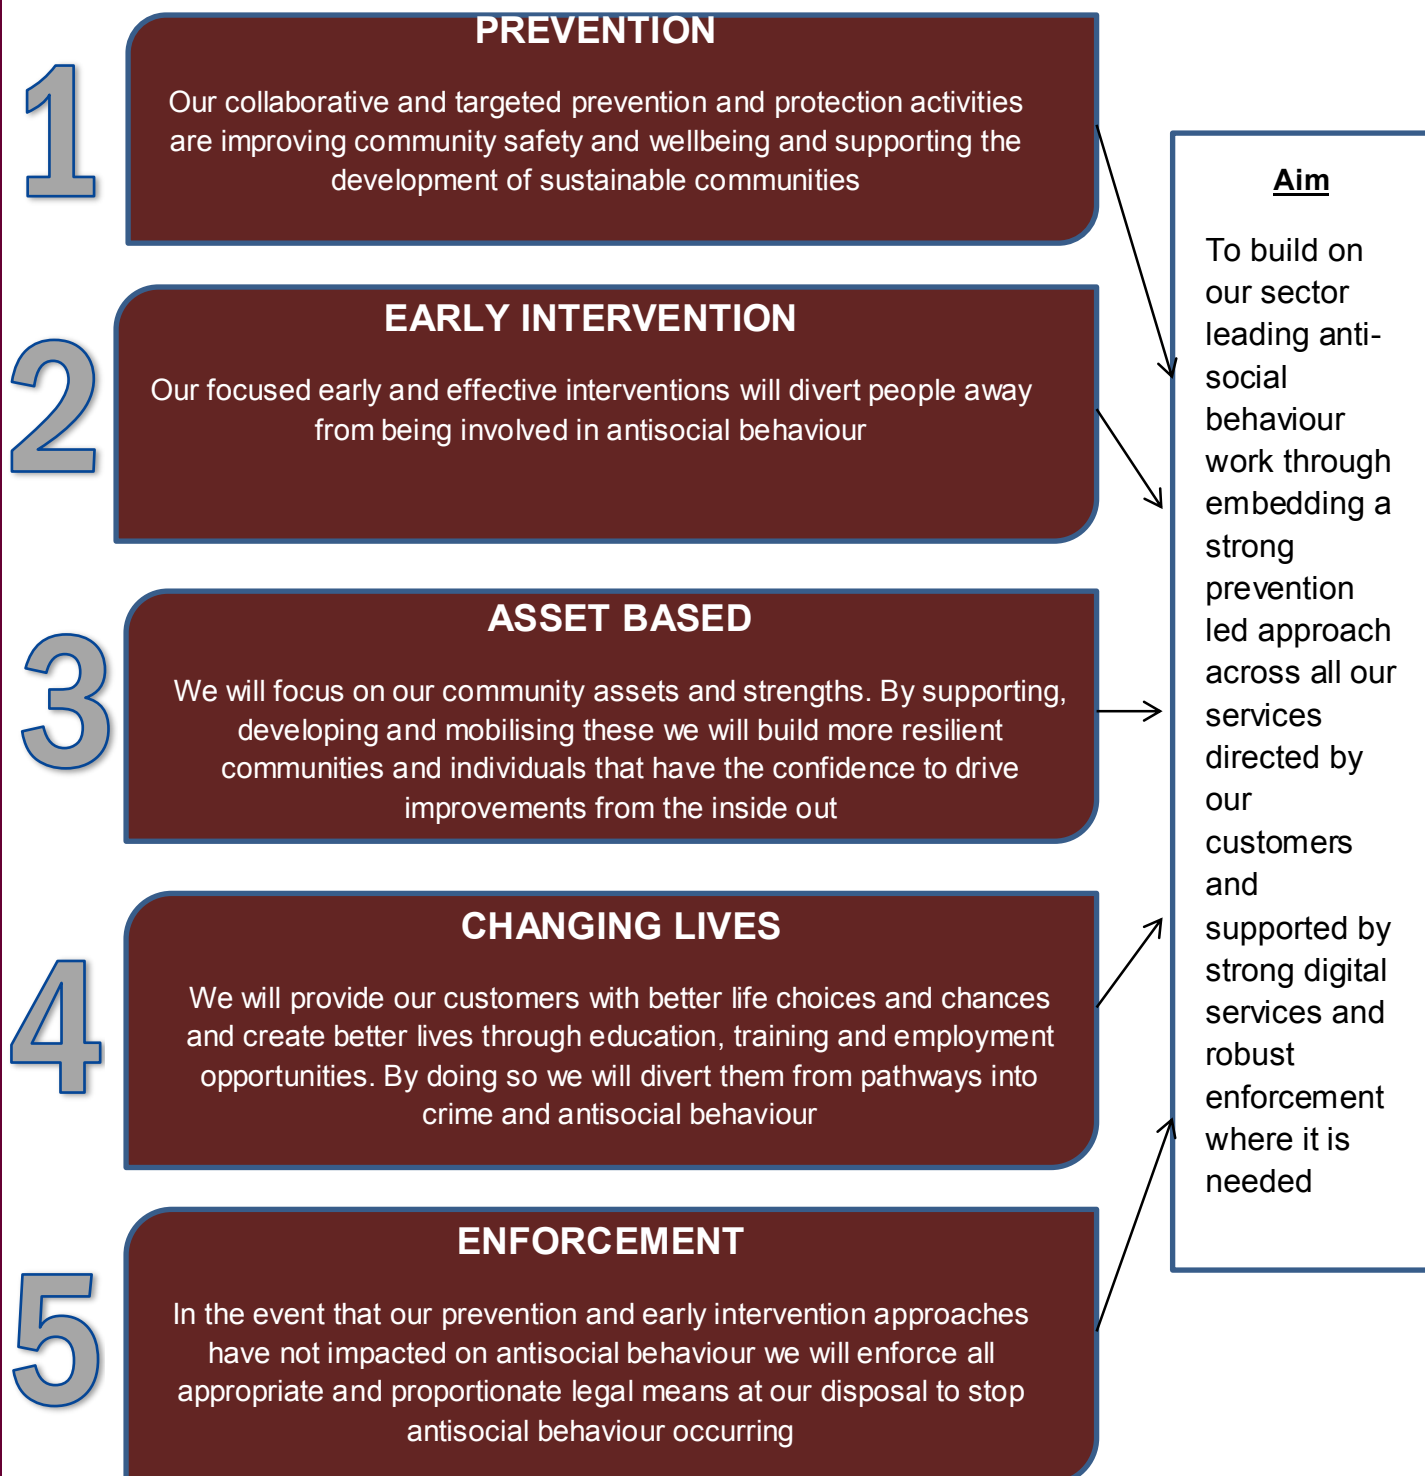 1
PREVENTION
Our collaborative and targeted prevention and protection activities
are improving community safety and wellbeing and supporting the
development of sustainable communities
2
EARLY INTERVENTION
Our focused early and effective interventions will divert people away
from being involved in antisocial behaviour
3
ASSET BASED
We will focus on our community assets and strengths. By supporting,
developing and mobilising these we will build more resilient
communities and individuals that have the confidence to drive
improvements from the inside out
4
CHANGING LIVES
We will provide our customers with better life choices and chances
and create better lives through education, training and employment
opportunities. By doing so we will divert them from pathways into
crime and antisocial behaviour
5
ENFORCEMENT
In the event that our prevention and early intervention approaches
have not impacted on antisocial behaviour we will enforce all
appropriate and proportionate legal means at our disposal to stop
antisocial behaviour occurring
Aim
To build on
our sector
leading anti-
social
behaviour
work through
embedding a
strong
prevention
led approach
across all our
services
directed by
our
customers
and
supported by
strong digital
services and
robust
enforcement
where it is
needed